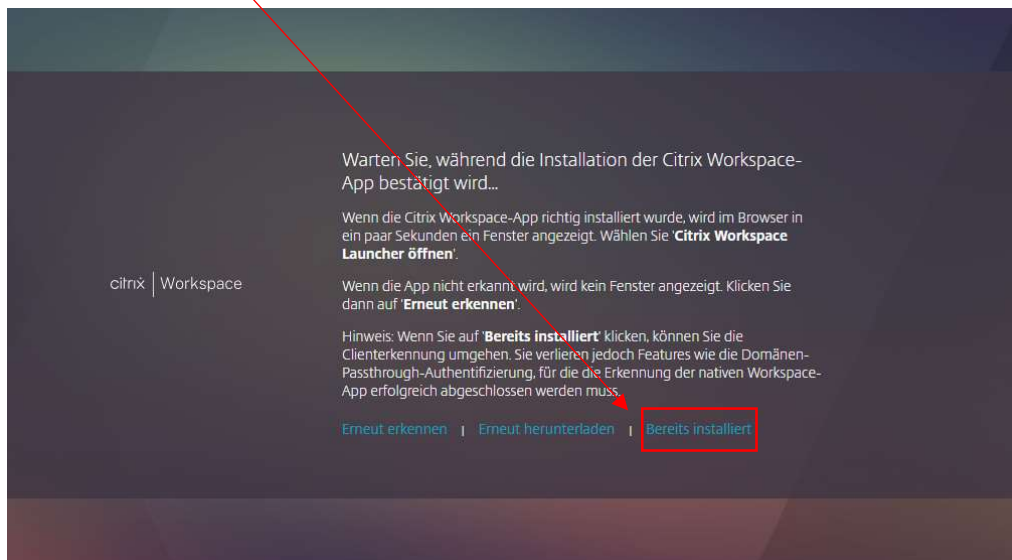 Warten Sie, während die Installation der Citrix Workspace-
App bestätigt wird...
Wenn die Citrix Workspace-App richtig installiert wurde, wird im Browser in
ein paar Sekunden ein Fenster angezeigt. Wählen Sie 'Citrix Workspace
Launcher öffnen'.
citrix | Workspace
Wenn die App nicht erkannt wird, wird kein Fenster angezeigt. Klicken Sie
dann auf 'Erneut erkennen'.
Hinweis: Wenn Sie auf 'Bereits installiert' klicken, können Sie die
Clienterkennung umgehen. Sie verlieren jedoch Features wie die Domänen-
Passthrough-Authentifizierung, für die die Erkennung der nativen Workspace-
App erfolgreich abgeschlossen werden muss.
Erneut erkennen | Erneut herunterladen | Bereits installiert